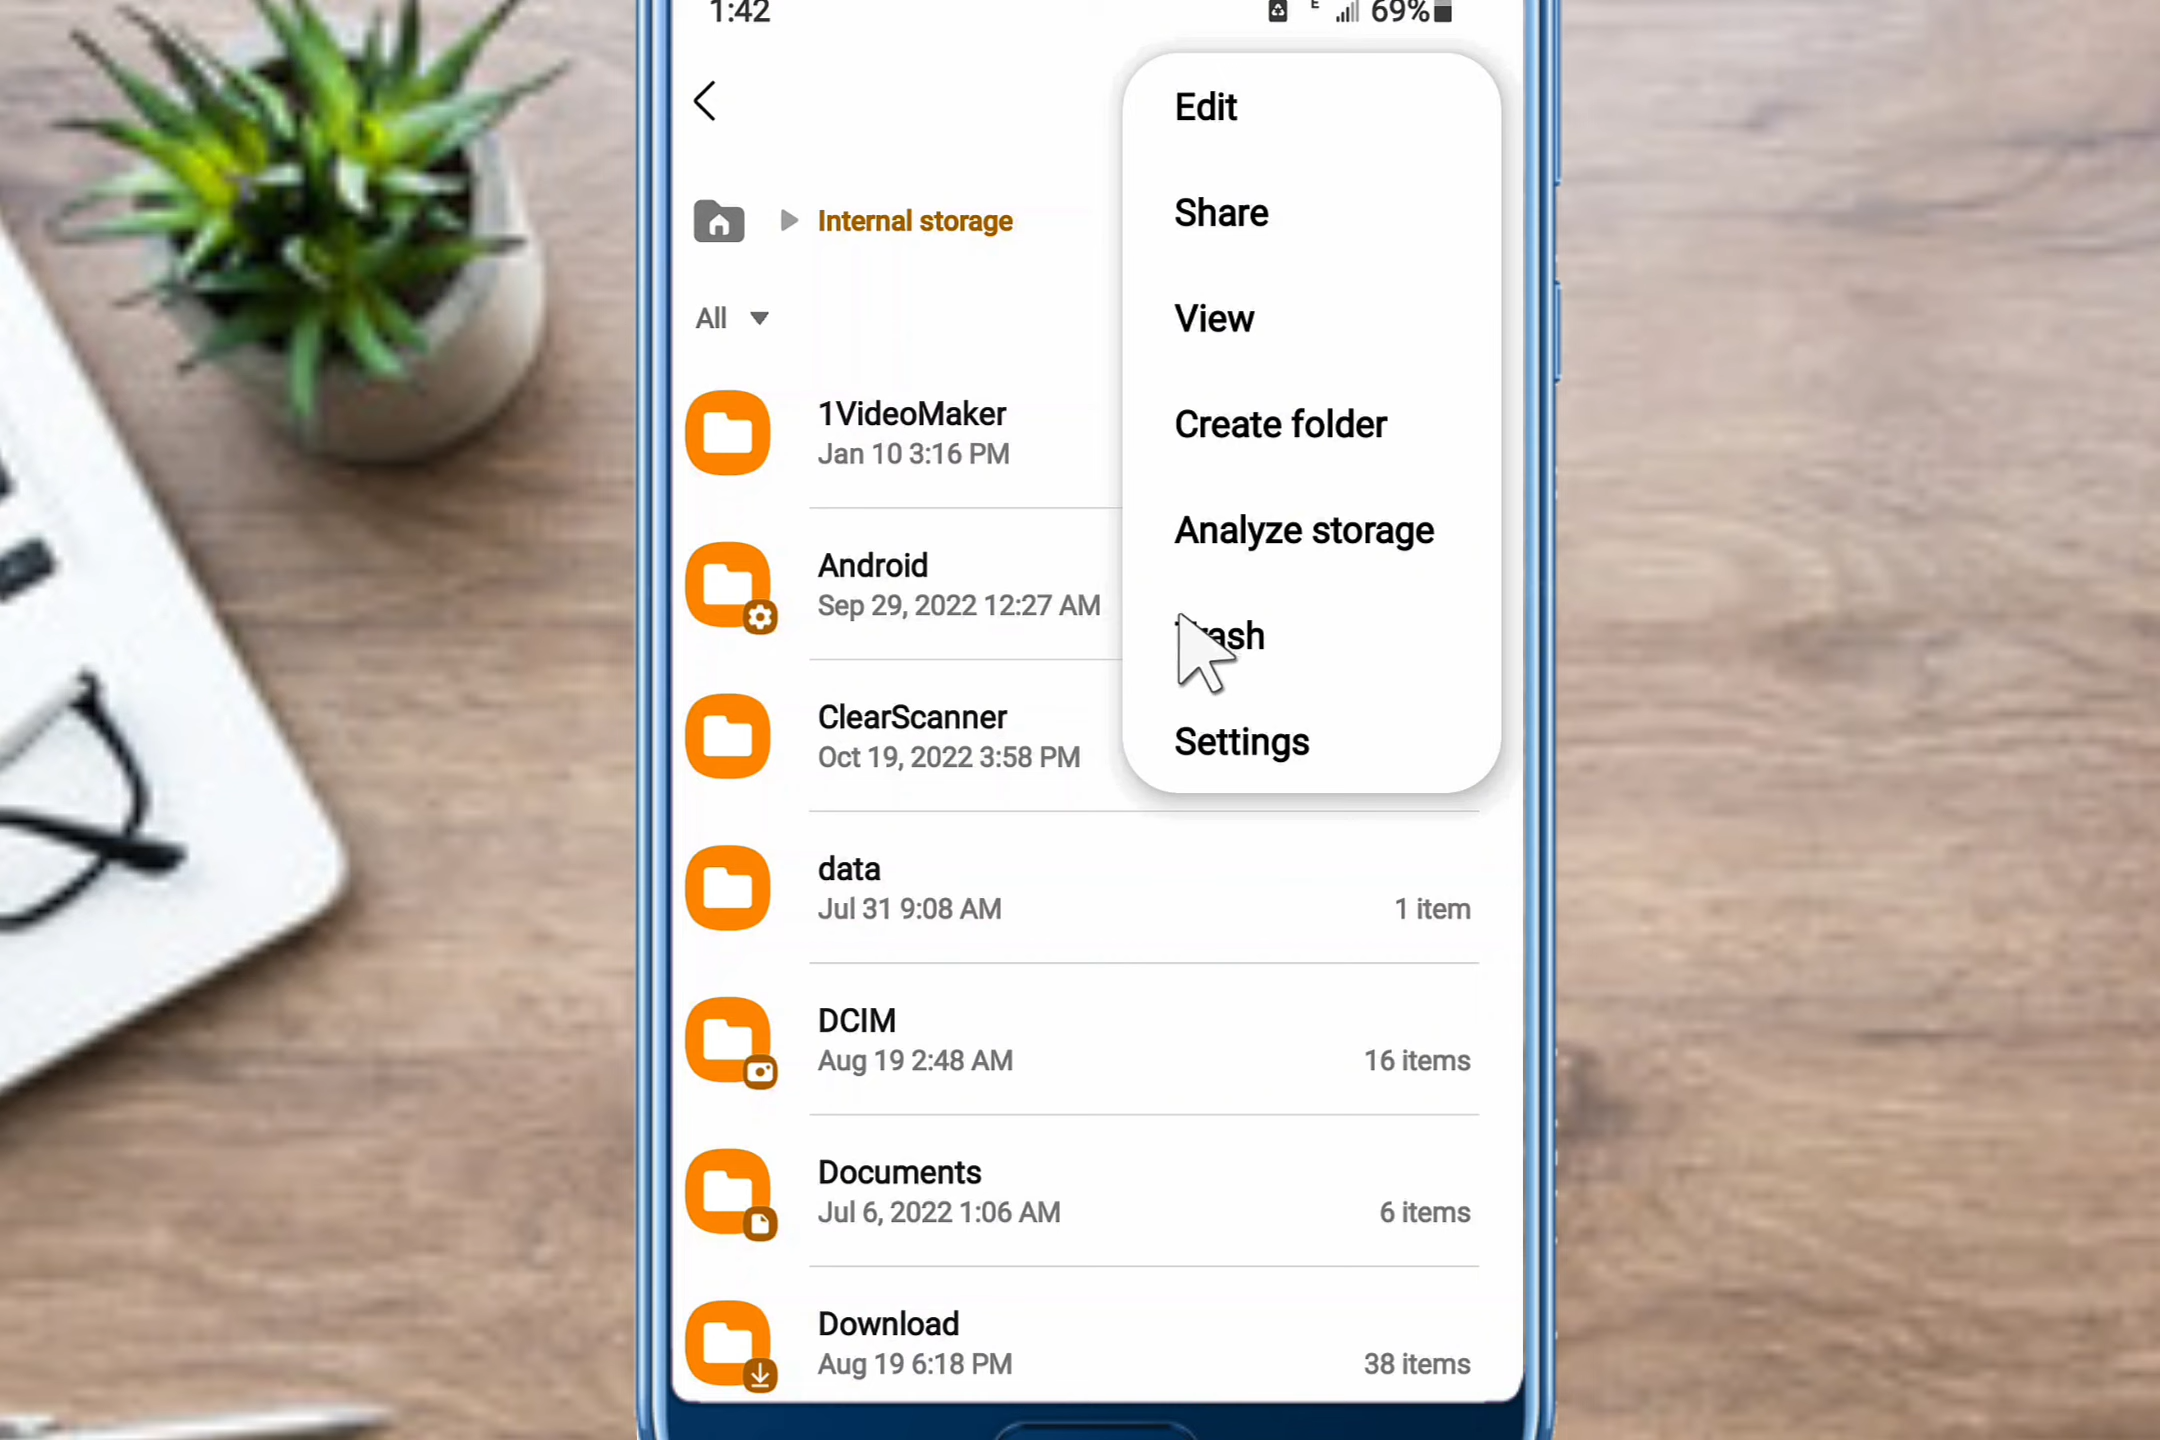 1:42
E
69%
Internal storage
All
1VideoMaker
Jan 10 3:16 PM
Android
Sep 29, 2022 12:27 AM
ClearScanner
Oct 19, 2022 3:58 PM
data
Jul 31 9:08 AM
1 item
DCIM
Aug 19 2:48 AM
16 items
Documents
Jul 6, 2022 1:06 AM
6 items
Download
Aug 19 6:18 PM
38 items
Edit
Share
View
Create folder
Analyze storage
Trash
Settings